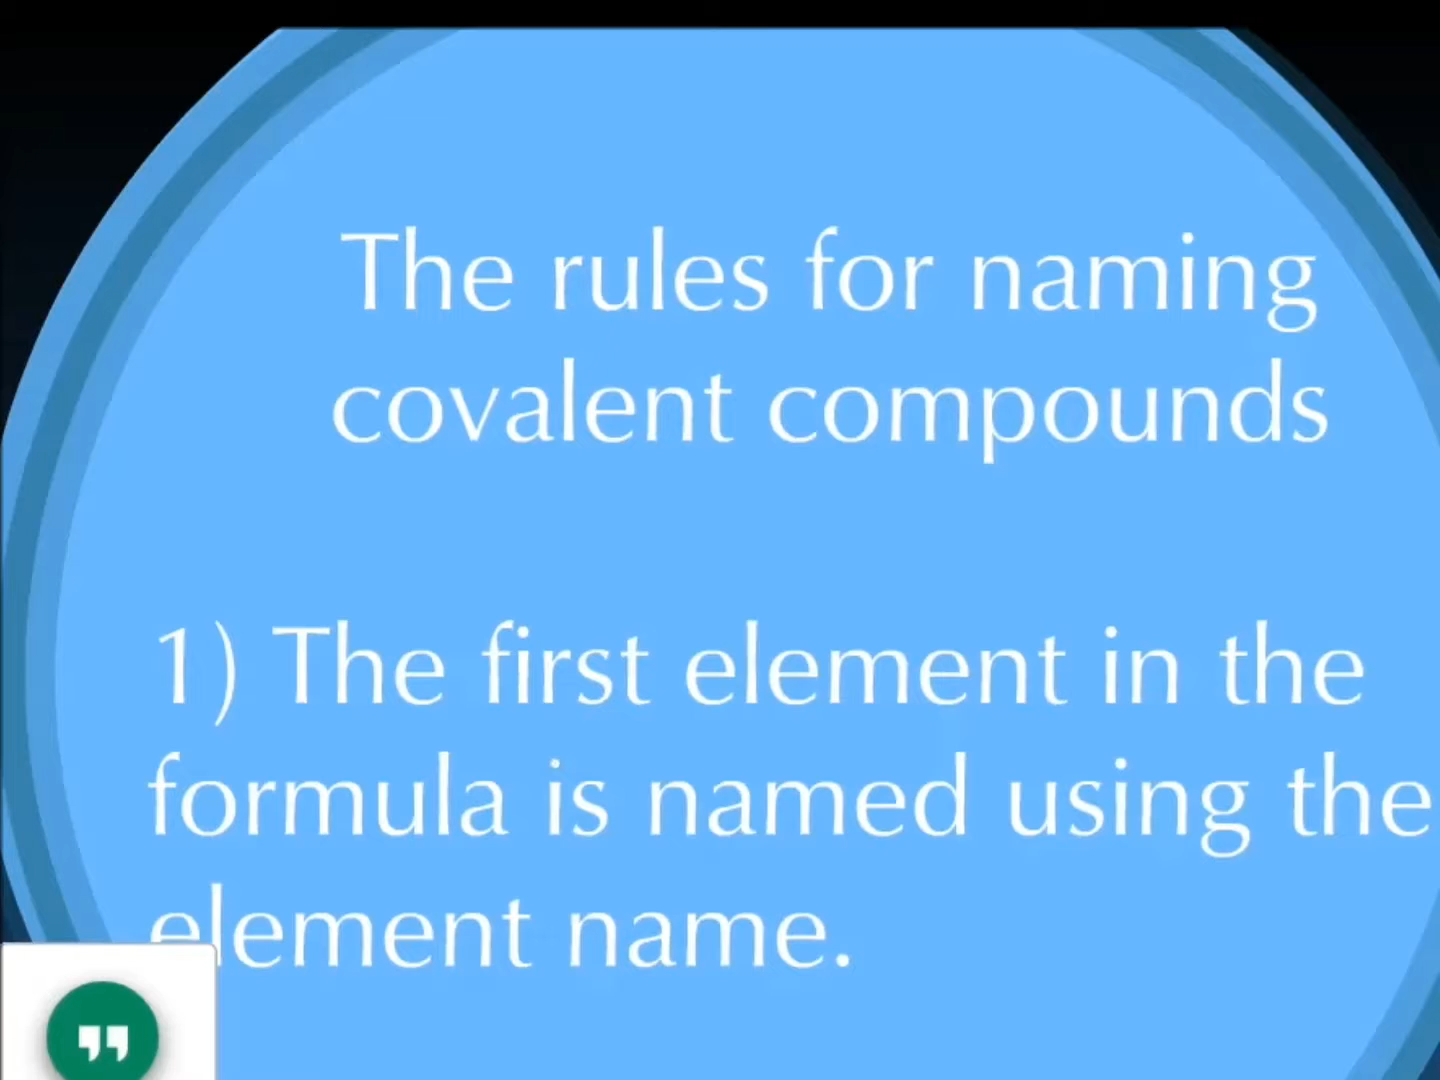 The rules for naming
covalent compounds
1) The first element in the
formula is named using the
element name.